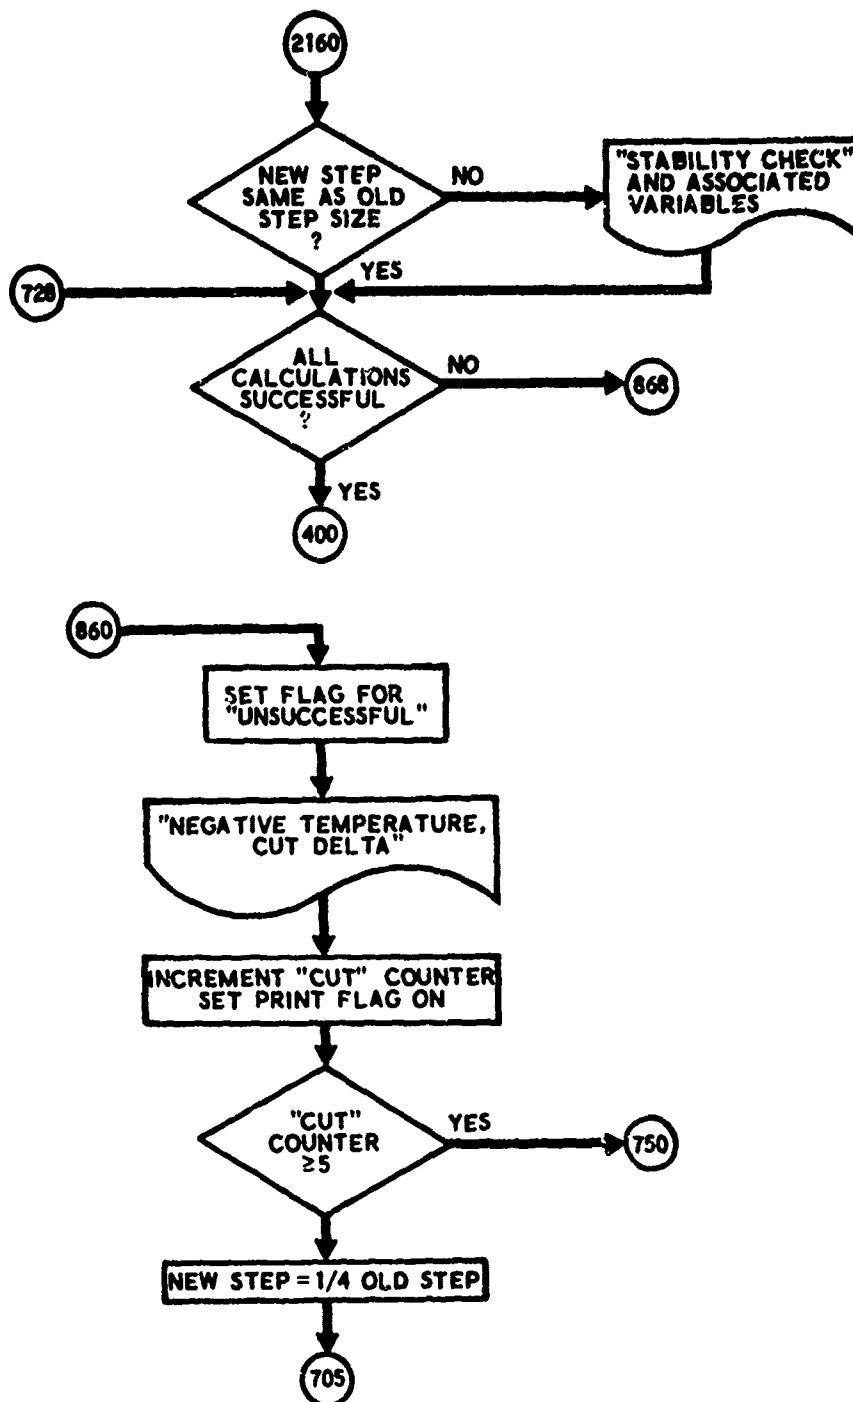 2160
NEW STEP
SAME AS OLD
STEP SIZE
?
NO
"STABILITY CHECK"
AND ASSOCIATED
VARIABLES
YES
728
ALL
CALCULATIONS
SUCCESSFUL
?
NO
868
YES
400
860
SET FLAG FOR
"UNSUCCESSFUL"
"NEGATIVE TEMPERATURE,
CUT DELTA"
INCREMENT "CUT" COUNTER
SET PRINT FLAG ON
"CUT"
COUNTER
≥5
YES
750
NEW STEP = 1/4 OLD STEP
705